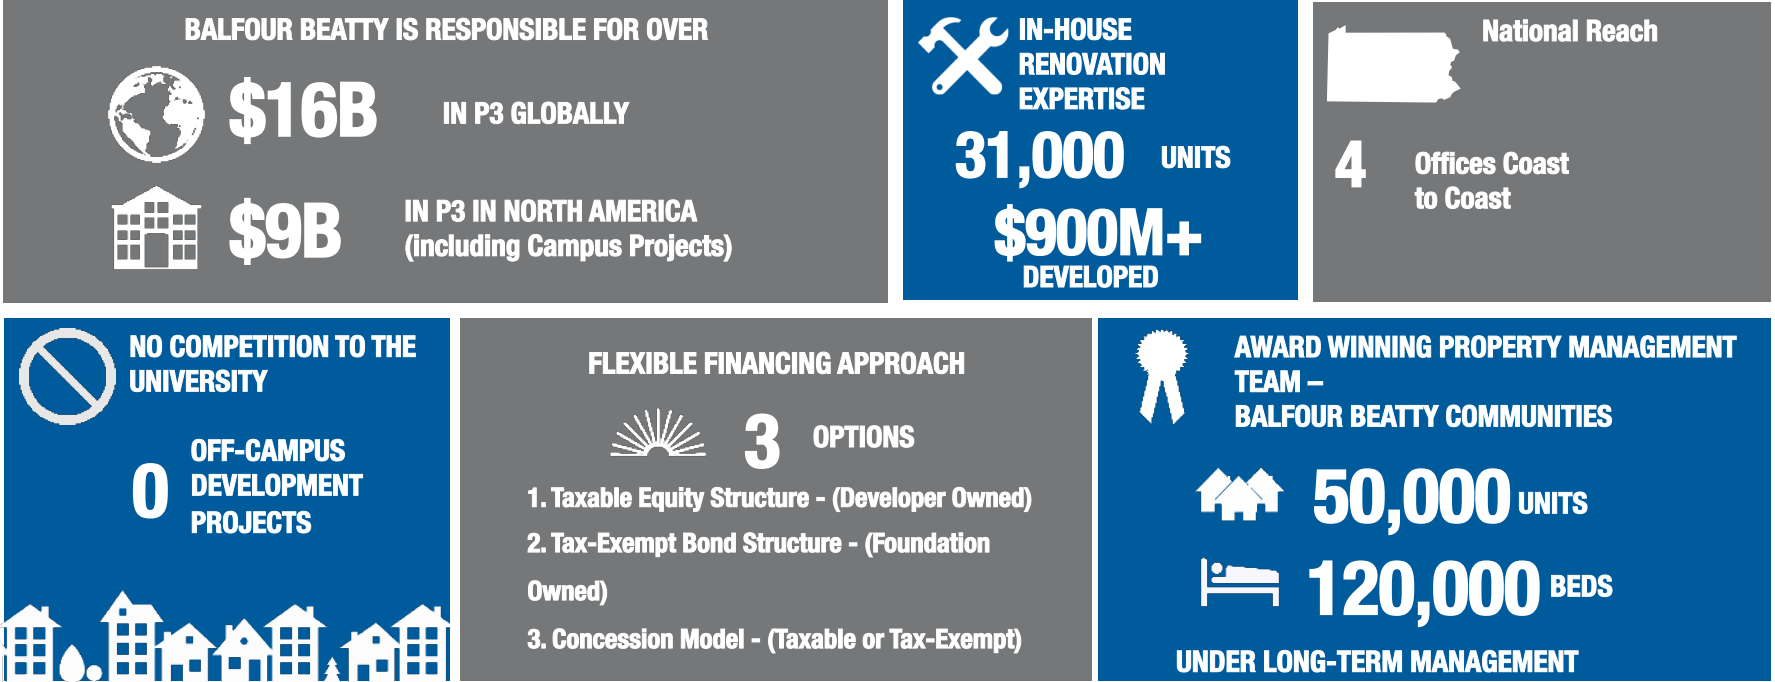 BALFOUR BEATTY IS RESPONSIBLE FOR OVER
$16B IN P3 GLOBALLY
$9B IN P3 IN NORTH AMERICA
(including Campus Projects)
IN-HOUSE
RENOVATION
EXPERTISE
31,000 UNITS
$900M+
DEVELOPED
National Reach
4 Offices Coast
to Coast
NO COMPETITION TO THE
UNIVERSITY
0 OFF-CAMPUS
DEVELOPMENT
PROJECTS
FLEXIBLE FINANCING APPROACH
3 OPTIONS
1. Taxable Equity Structure - (Developer Owned)
2. Tax-Exempt Bond Structure - (Foundation
Owned)
3. Concession Model - (Taxable or Tax-Exempt)
AWARD WINNING PROPERTY MANAGEMENT
TEAM –
BALFOUR BEATTY COMMUNITIES
50,000 UNITS
120,000 BEDS
UNDER LONG-TERM MANAGEMENT